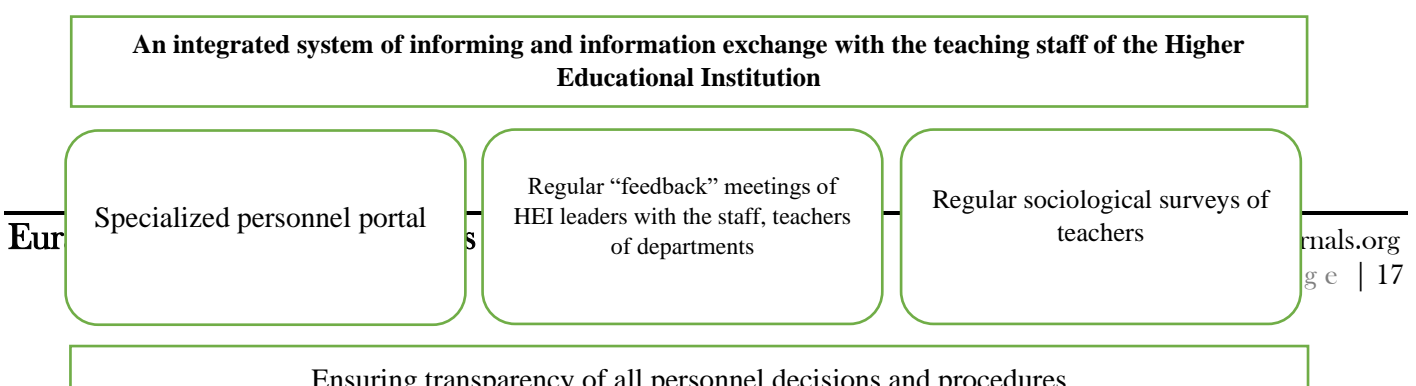 An integrated system of informing and information exchange with the teaching staff of the Higher
Educational Institution
Specialized personnel portal
Regular “feedback” meetings of
HEI leaders with the staff, teachers
of departments
Regular sociological surveys of
teachers
Eur
s
rnals.org
g e | 17
Ensuring transparency of all personnel decisions and procedures